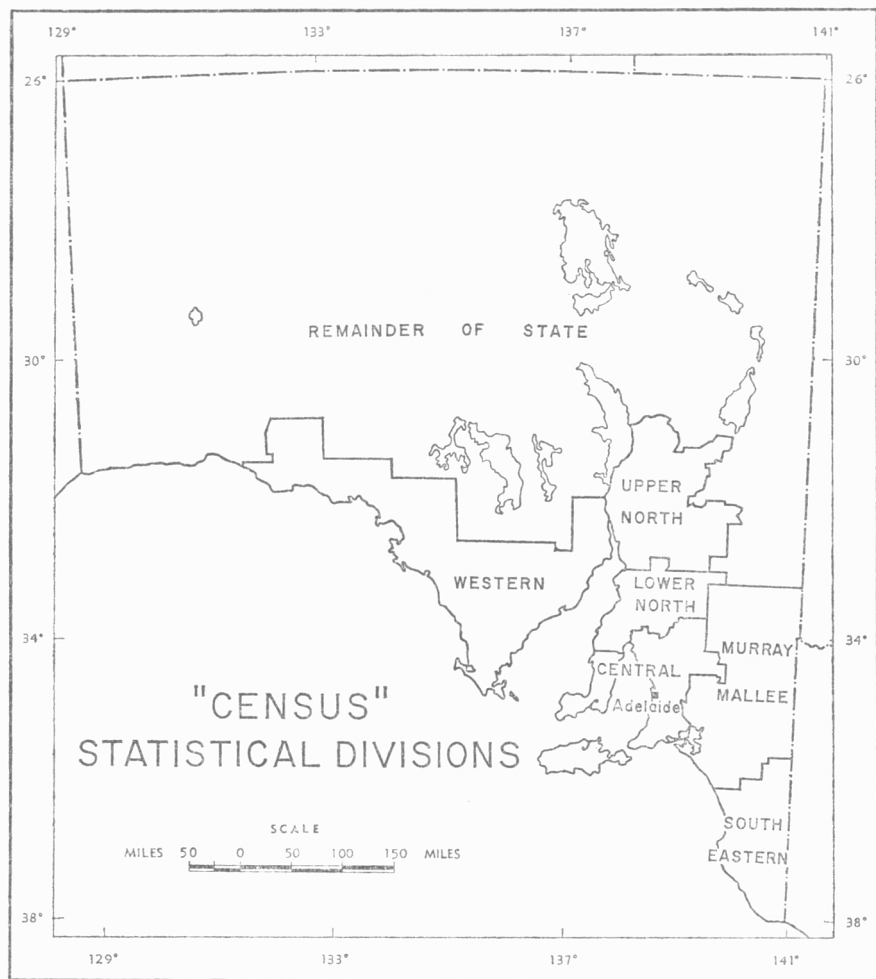 129° 133° 137° 141°
26° 26°
REMAINDER OF STATE
30° 30°
UPPER
NORTH
WESTERN
LOWER
NORTH
34° 34°
MURRAY
CENTRAL
MALLEE
Adelaide
"CENSUS"
STATISTICAL DIVISIONS
SOUTH
EASTERN
SCALE
MILES 50 0 50 100 150 MILES
38° 38°
129° 133° 137° 141°